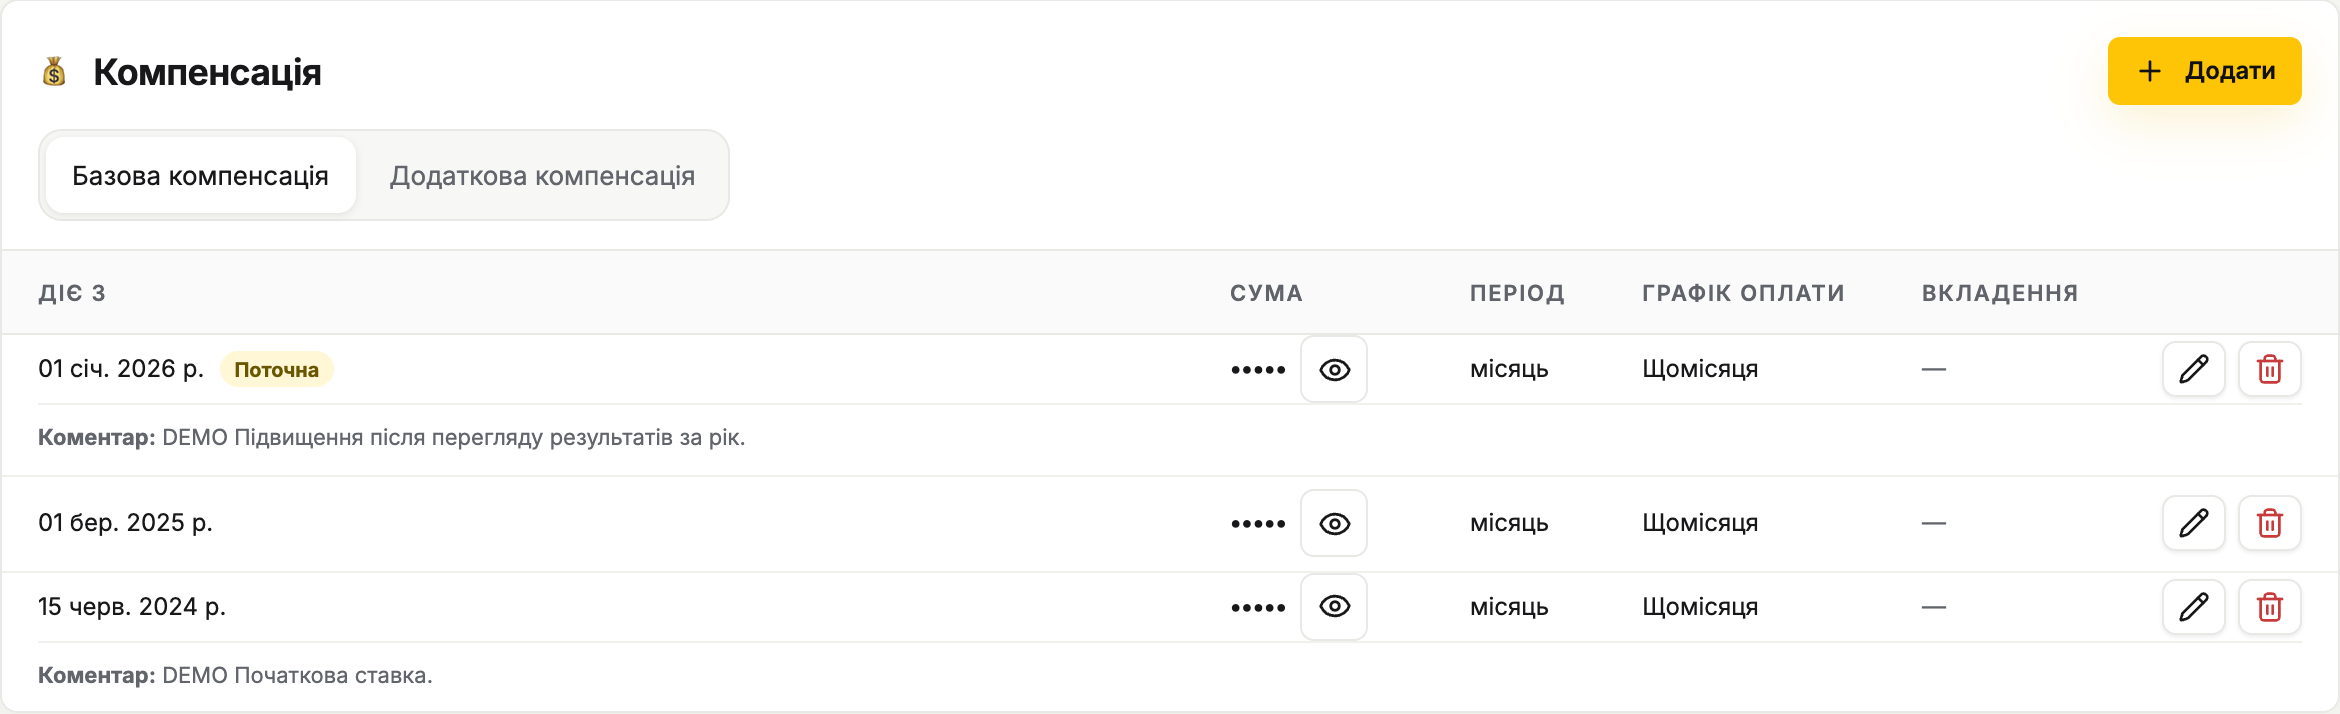 Компенсація
+ Додати
Базова компенсація Додаткова компенсація
ДІЄ З СУМА ПЕРІОД ГРАФІК ОПЛАТИ ВКЛАДЕННЯ
01 січ. 2026 р. Поточна ••••• місяць Щомісяця —
Коментар: DEMO Підвищення після перегляду результатів за рік.
01 бер. 2025 р. ••••• місяць Щомісяця —
15 черв. 2024 р. ••••• місяць Щомісяця —
Коментар: DEMO Початкова ставка.